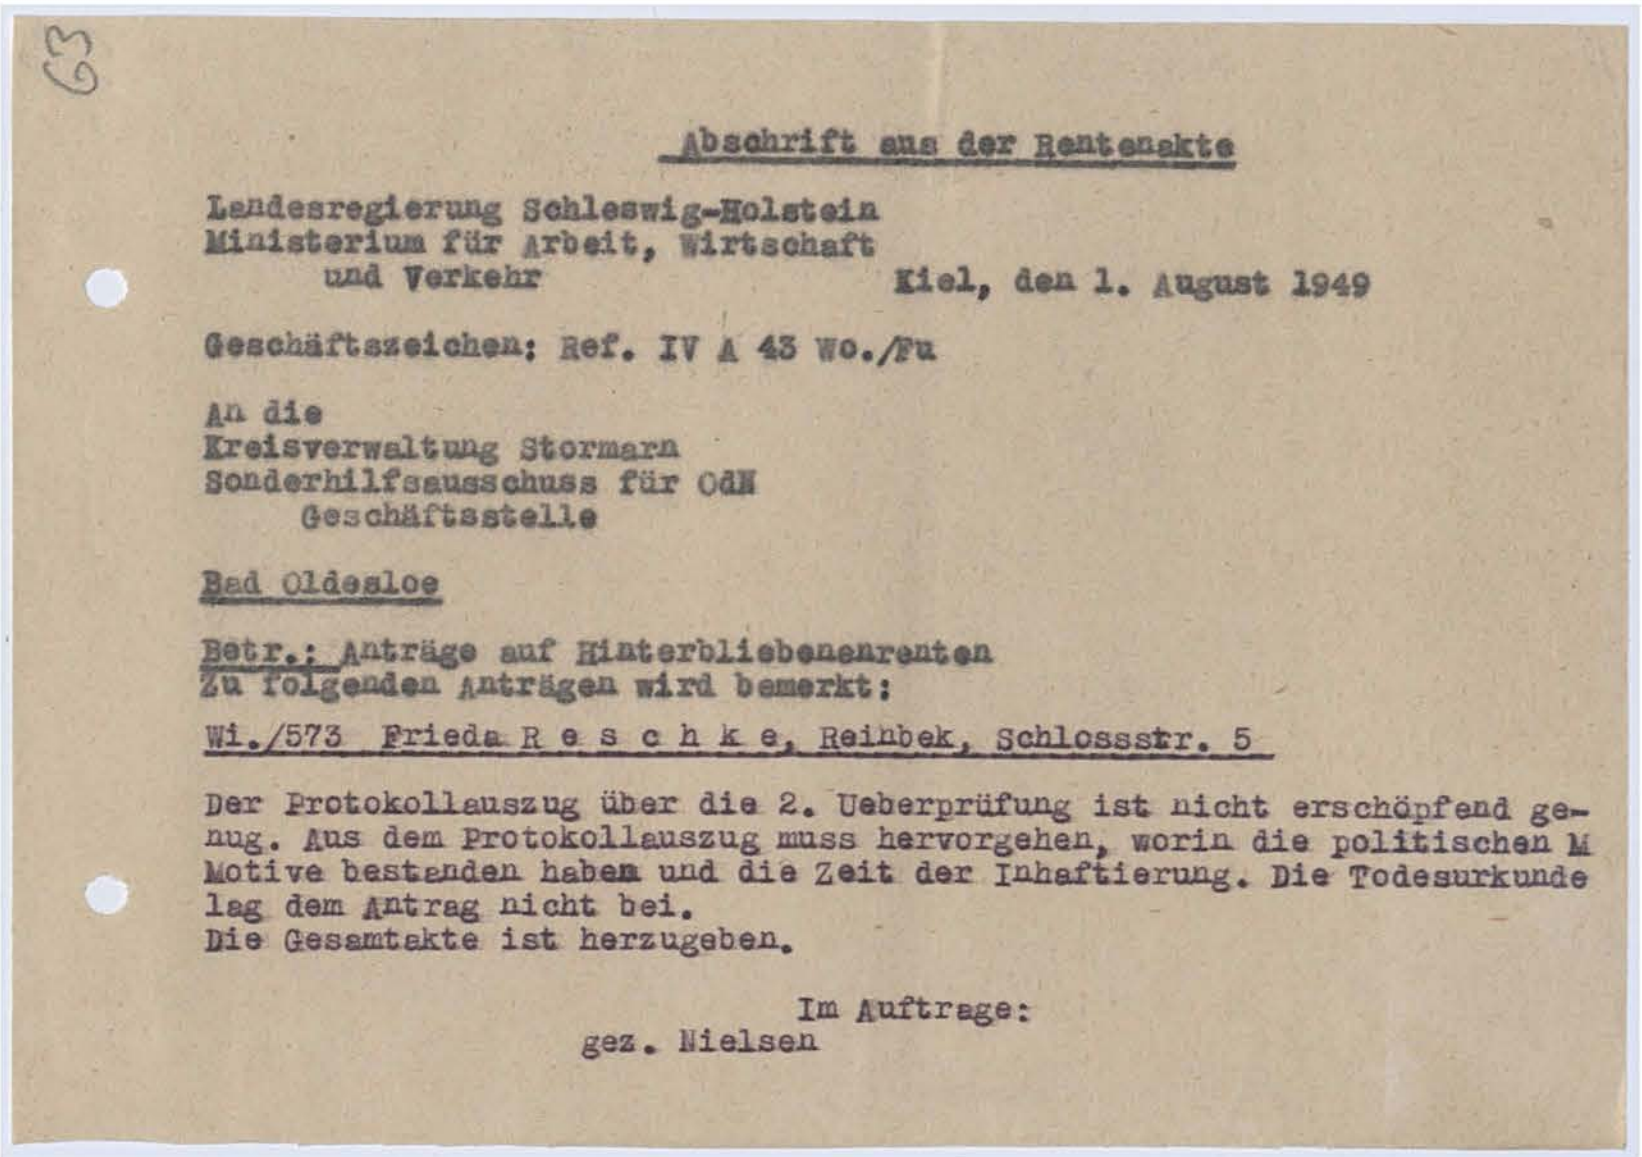 63
Abschrift aus der Rentenakte
Landesregierung Schleswig-Holstein
Ministerium für Arbeit, Wirtschaft
und Verkehr
Kiel, den 1. August 1949
Geschäftszeichen: Ref. IV A 43 Wo./Fu
An die
Kreisverwaltung Stormarn
Sonderhilfsausschuss für OdN
Geschäftsstelle
Bad Oldesloe
Betr.: Anträge auf Hinterbliebenenrenten
Zu folgenden Anträgen wird bemerkt:
Wi./573 Frieda R e s c h k e, Reinbek, Schlossstr. 5
Der Protokollauszug über die 2. Ueberprüfung ist nicht erschöpfend ge-
nug. Aus dem Protokollauszug muss hervorgehen, worin die politischen M
Motive bestanden haben und die Zeit der Inhaftierung. Die Todesurkunde
lag dem Antrag nicht bei.
Die Gesamtakte ist herzugeben.
Im Auftrage:
gez. Nielsen